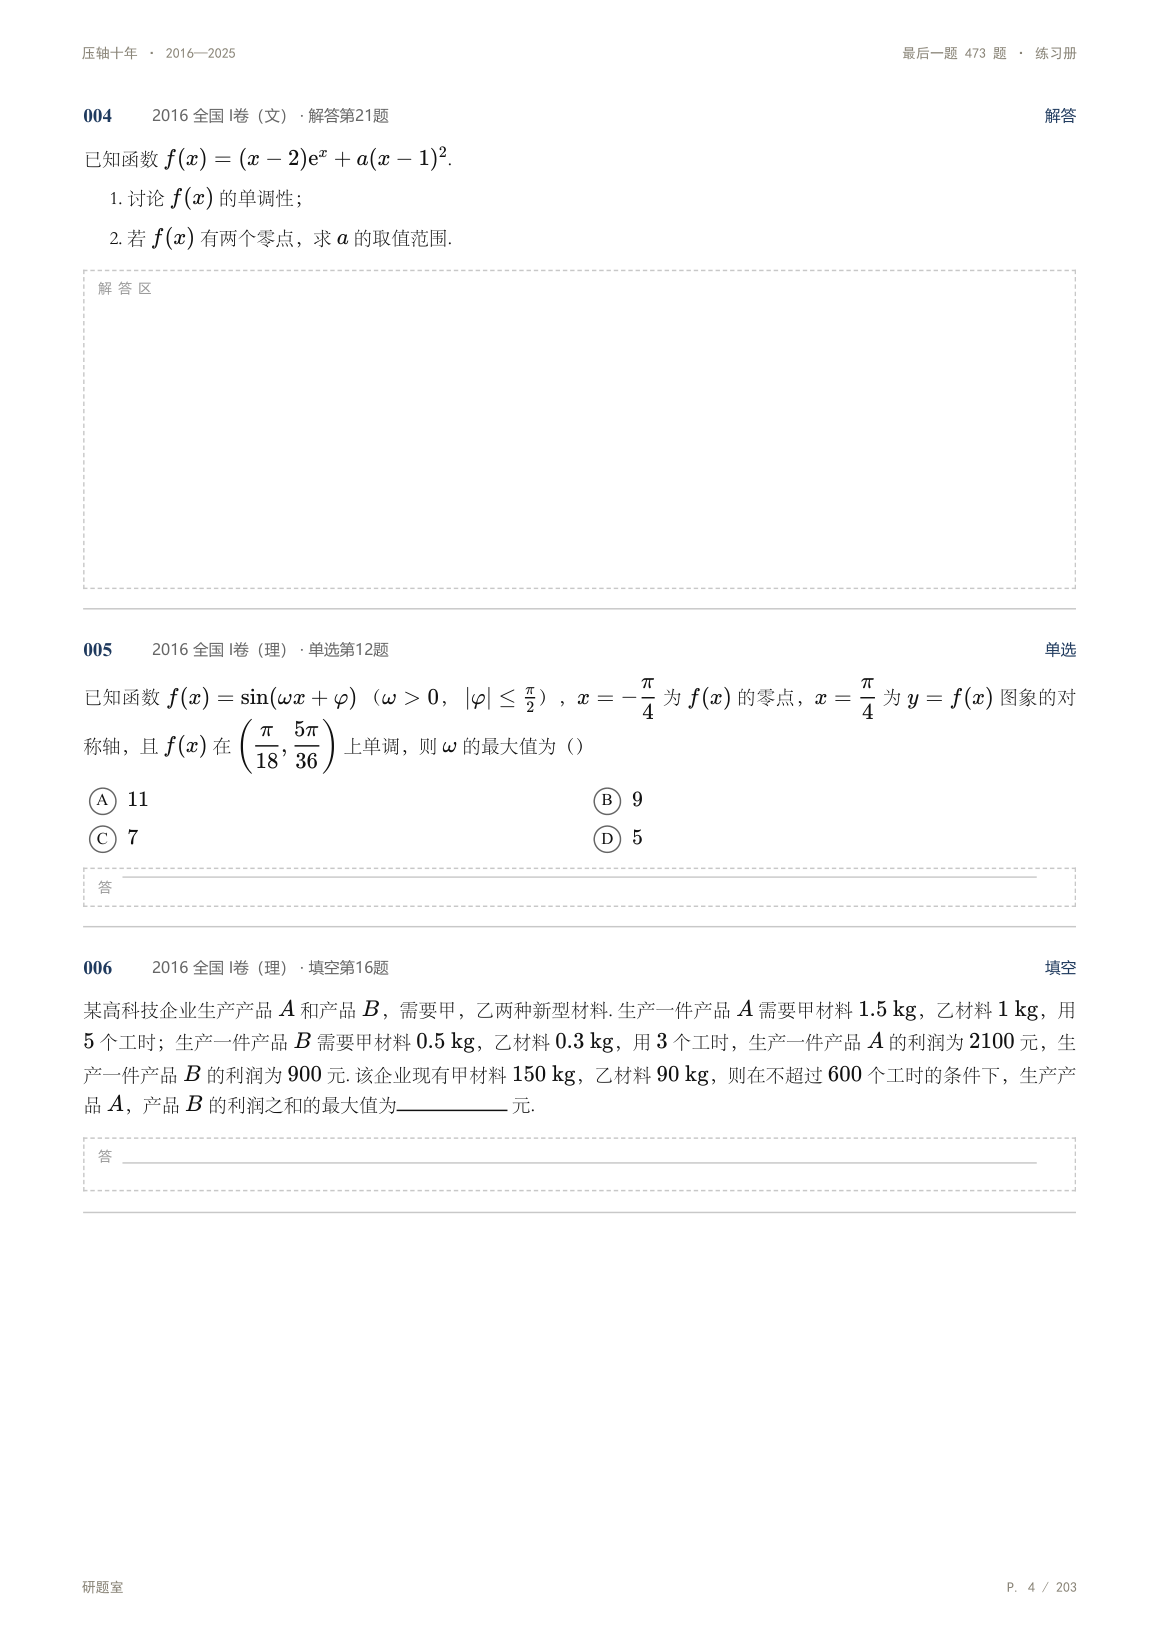 压轴十年 · 2016—2025 最后一题 473 题 · 练习册
004 2016 全国 I卷（文） · 解答第21题 解答
已知函数 f(x) = (x − 2)e^x + a(x − 1)^2.
1. 讨论 f(x) 的单调性；
2. 若 f(x) 有两个零点，求 a 的取值范围.
解答区
005 2016 全国 I卷（理） · 单选第12题 单选
已知函数 f(x) = sin(ωx + φ) （ω > 0， |φ| ≤ π/2），x = −π/4 为 f(x) 的零点，x = π/4 为 y = f(x) 图象的对
称轴，且 f(x) 在 (π/18, 5π/36) 上单调，则 ω 的最大值为（）
A 11 B 9
C 7 D 5
答
006 2016 全国 I卷（理） · 填空第16题 填空
某高科技企业生产产品 A 和产品 B，需要甲，乙两种新型材料. 生产一件产品 A 需要甲材料 1.5 kg，乙材料 1 kg，用
5 个工时；生产一件产品 B 需要甲材料 0.5 kg，乙材料 0.3 kg，用 3 个工时，生产一件产品 A 的利润为 2100 元，生
产一件产品 B 的利润为 900 元. 该企业现有甲材料 150 kg，乙材料 90 kg，则在不超过 600 个工时的条件下，生产产
品 A，产品 B 的利润之和的最大值为________ 元.
答
研题室 P. 4 / 203